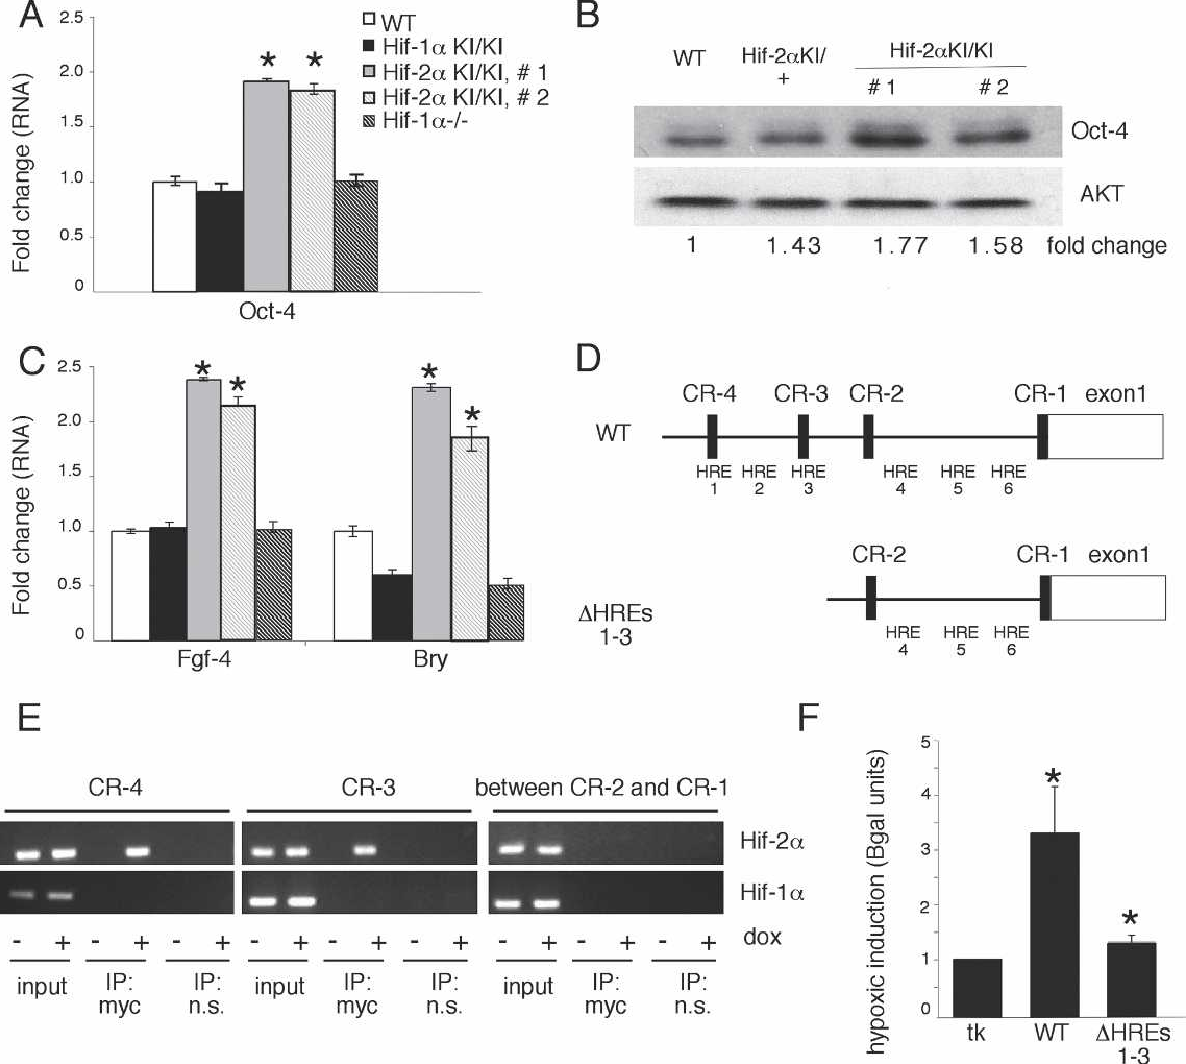 A
2.5
2.0
1.5
1.0
0.5
0
Fold change (RNA)
* *
WT
Hif-1α KI/KI
Hif-2α KI/KI, # 1
Hif-2α KI/KI, # 2
Hif-1α-/-
Oct-4
B
WT
Hif-2αKI/
+
Hif-2αKI/KI
# 1 # 2
Oct-4
AKT
1 1.43 1.77 1.58 fold change
C
2.5
2.0
1.5
1.0
0.5
0
Fold change (RNA)
* * * *
Fgf-4 Bry
D
CR-4 CR-3 CR-2 CR-1 exon1
WT
HRE HRE HRE HRE HRE HRE
1 2 3 4 5 6
CR-2 CR-1 exon1
ΔHREs
1-3
HRE HRE HRE
4 5 6
E
CR-4 CR-3 between CR-2 and CR-1
Hif-2α
Hif-1α
- + - + - + - + - + - + - + - + - + dox
input IP: IP: input IP: IP: input IP: IP:
myc n.s. myc n.s. myc n.s.
F
5
4
3
2
1
0
hypoxic induction (Bgal units)
* *
tk WT ΔHREs
1-3